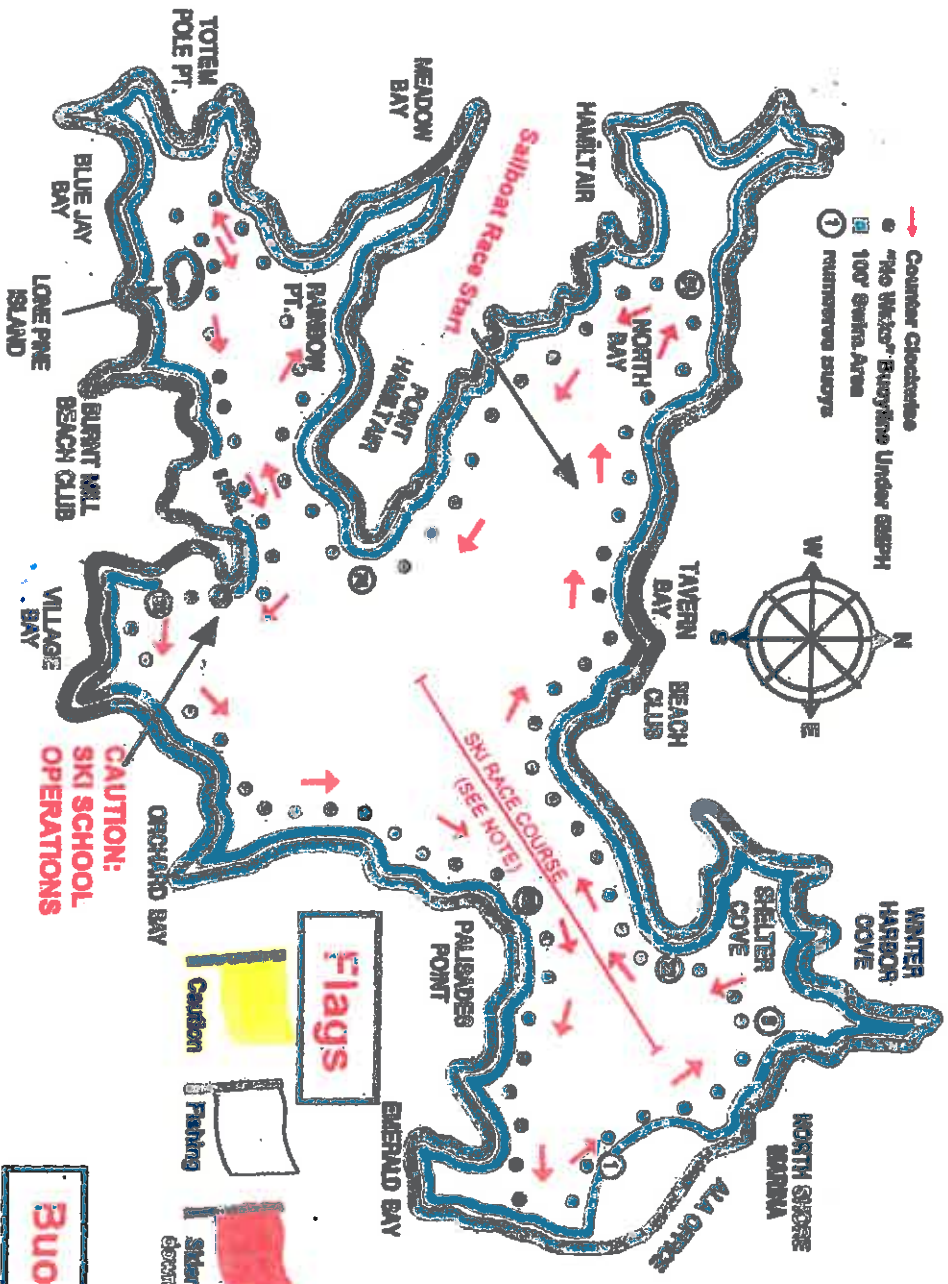 Counter Clockwise
"No Wake" Buoyline Under 5MPH
100' Swim Area
1
numbered buoys
N
W
E
S
WINTER
HARBOR
COVE
NORTH SHORE
MARINA
SHELTER
COVE
ALA OFFICE
BEACH
CLUB
TAVERN
BAY
SKI RACE COURSE
(SEE NOTE)
HAMILTAIR
NORTH
BAY
Sailboat Race Start
MEADOW
BAY
POINT
HAMILTAIR
RAINBOW
PT.
TOTEM
POLE PT.
BLUE JAY
BAY
LONE PINE
ISLAND
BURNT MILL
BEACH CLUB
VILLAGE
BAY
CAUTION:
SKI SCHOOL
OPERATIONS
ORCHARD BAY
PALISADES
POINT
EMERALD BAY
1
Flags
Caution
Fishing
Skier
Buo